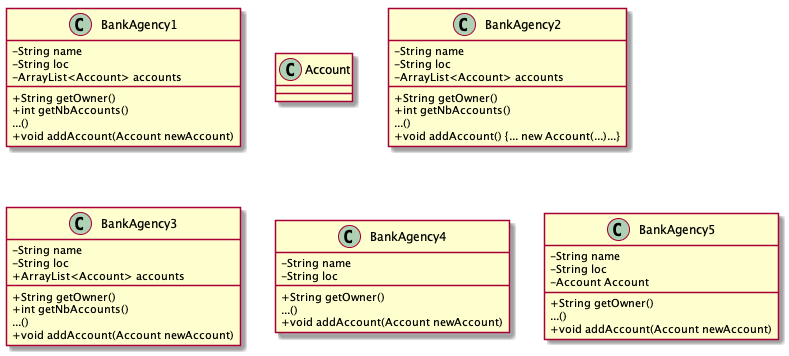 C BankAgency1
-String name
-String loc
-ArrayList<Account> accounts
+String getOwner()
+int getNbAccounts()
...()
+void addAccount(Account newAccount)
C Account
C BankAgency2
-String name
-String loc
-ArrayList<Account> accounts
+String getOwner()
+int getNbAccounts()
...()
+void addAccount() {... new Account(...)...}
C BankAgency3
-String name
-String loc
+ArrayList<Account> accounts
+String getOwner()
+int getNbAccounts()
...()
+void addAccount(Account newAccount)
C BankAgency4
-String name
-String loc
+String getOwner()
...()
+void addAccount(Account newAccount)
C BankAgency5
-String name
-String loc
-Account Account
+String getOwner()
...()
+void addAccount(Account newAccount)